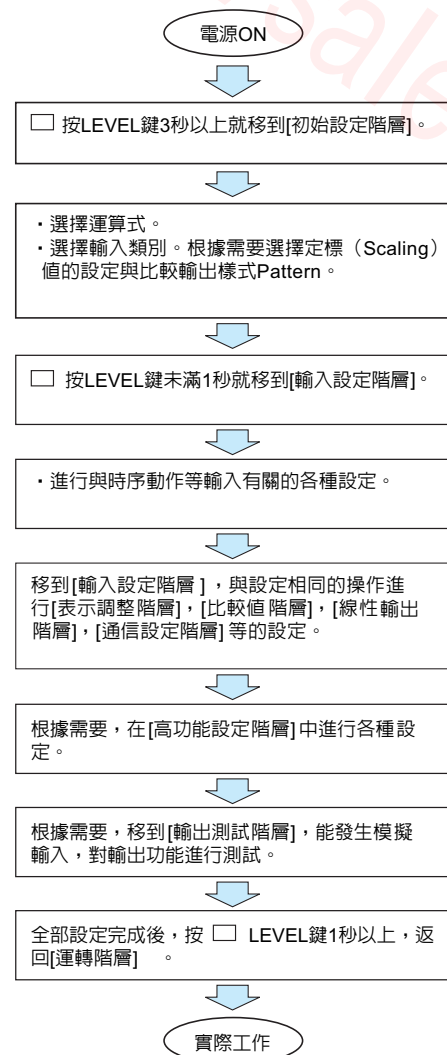 電源ON
□ 按LEVEL鍵3秒以上就移到[初始設定階層]。
・選擇運算式。
・選擇輸入類別。根據需要選擇定標（Scaling）
值的設定與比較輸出樣式Pattern。
□ 按LEVEL鍵未滿1秒就移到[輸入設定階層]。
・進行與時序動作等輸入有關的各種設定。
移到[輸入設定階層]，與設定相同的操作進
行[表示調整階層]，[比較值階層]，[線性輸出
階層]，[通信設定階層]等的設定。
根據需要，在[高功能設定階層]中進行各種設
定。
根據需要，移到[輸出測試階層]，能發生模擬
輸入，對輸出功能進行測試。
全部設定完成後，按 □ LEVEL鍵1秒以上，返
回[運轉階層] 。
實際工作
sale